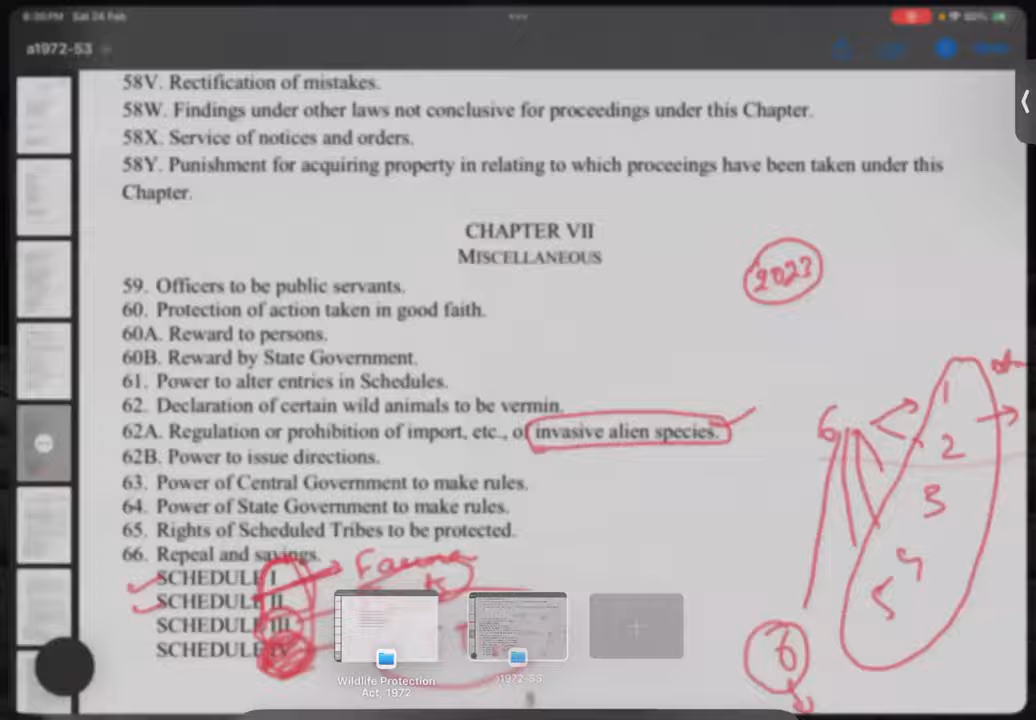 8:30PM Sat 24 Feb
a1972-53
58V. Rectification of mistakes.
58W. Findings under other laws not conclusive for proceedings under this Chapter.
58X. Service of notices and orders.
58Y. Punishment for acquiring property in relating to which proceeings have been taken under this
Chapter.
CHAPTER VII
MISCELLANEOUS
2023
59. Officers to be public servants.
60. Protection of action taken in good faith.
60A. Reward to persons.
60B. Reward by State Government.
61. Power to alter entries in Schedules.
62. Declaration of certain wild animals to be vermin.
62A. Regulation or prohibition of import, etc., of invasive alien species.
62B. Power to issue directions.
63. Power of Central Government to make rules.
64. Power of State Government to make rules.
65. Rights of Scheduled Tribes to be protected.
66. Repeal and savings.
SCHEDULE I
Fauna
SCHEDULE II
SCHEDULE III
SCHEDULE IV
6
1
2
3
4
5
6
Wildlife Protection
Act, 1972
a1972-53